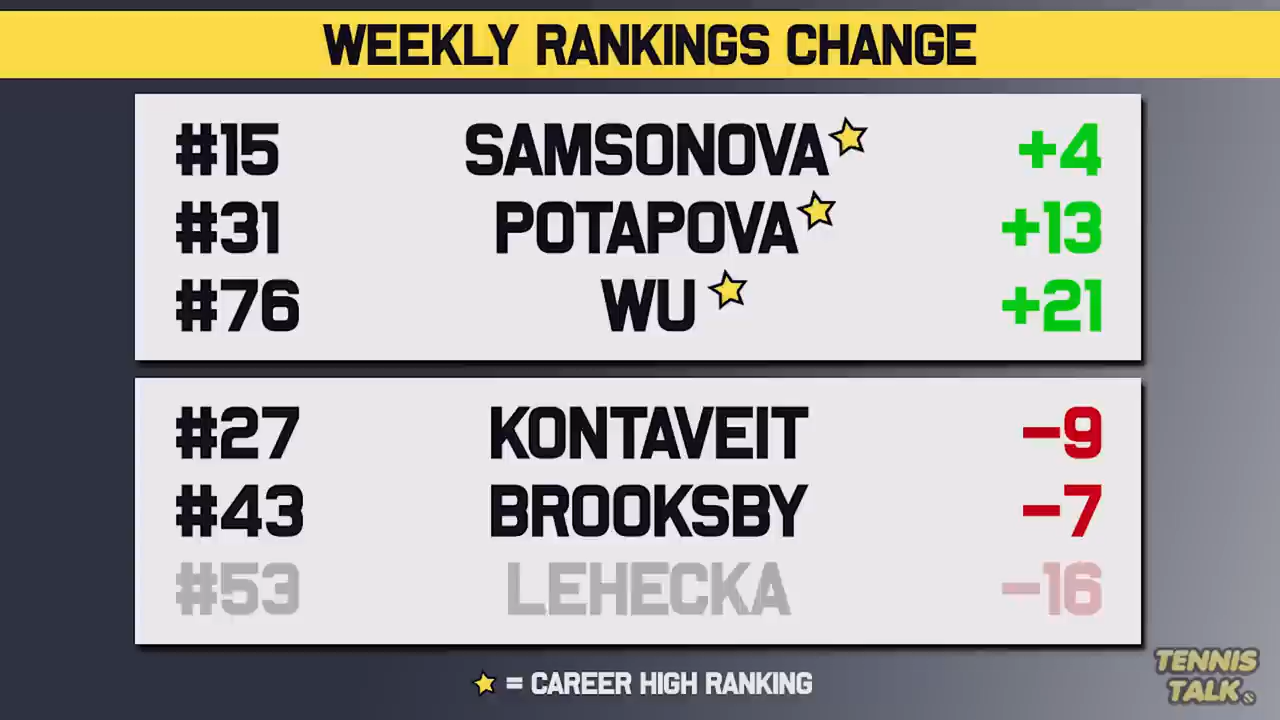 WEEKLY RANKINGS CHANGE
#15 SAMSONOVA +4
#31 POTAPOVA +13
#76 WU +21
#27 KONTAVEIT -9
#43 BROOKSBY -7
#53 LEHECKA -16
= CAREER HIGH RANKING
TENNIS
TALK